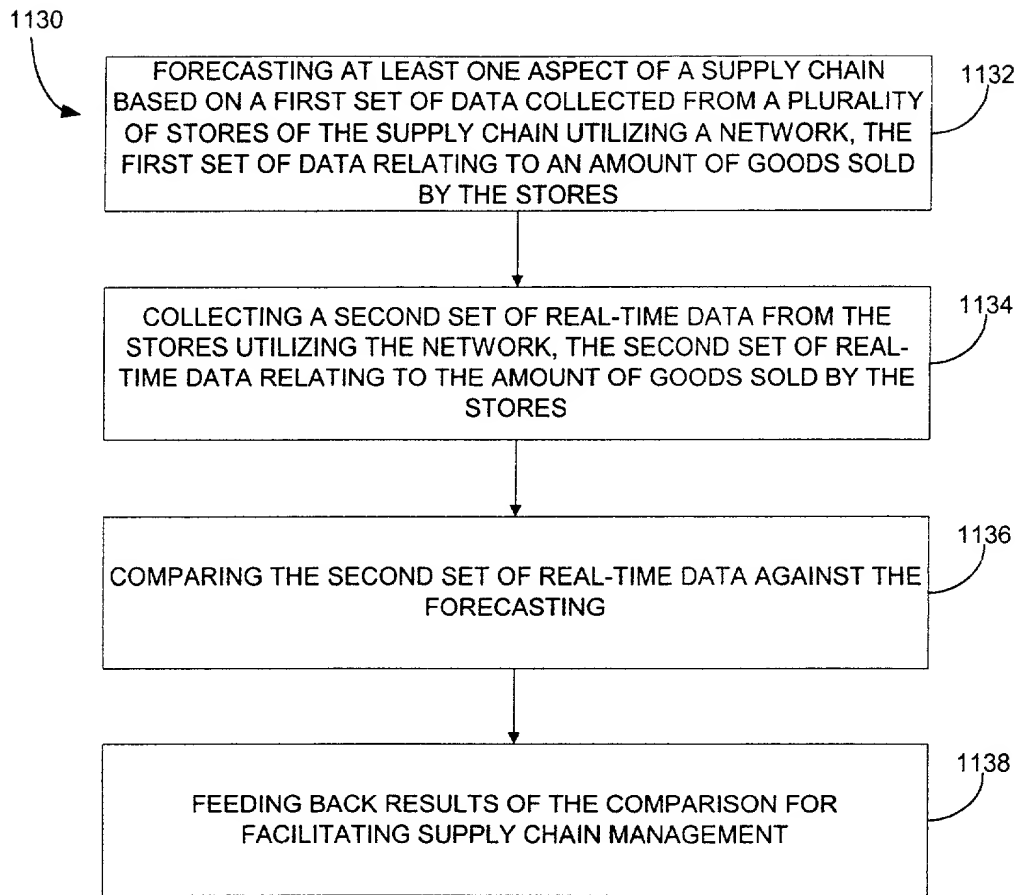 1130
FORECASTING AT LEAST ONE ASPECT OF A SUPPLY CHAIN
BASED ON A FIRST SET OF DATA COLLECTED FROM A PLURALITY
OF STORES OF THE SUPPLY CHAIN UTILIZING A NETWORK, THE
FIRST SET OF DATA RELATING TO AN AMOUNT OF GOODS SOLD
BY THE STORES
1132
COLLECTING A SECOND SET OF REAL-TIME DATA FROM THE
STORES UTILIZING THE NETWORK, THE SECOND SET OF REAL-
TIME DATA RELATING TO THE AMOUNT OF GOODS SOLD BY THE
STORES
1134
COMPARING THE SECOND SET OF REAL-TIME DATA AGAINST THE
FORECASTING
1136
FEEDING BACK RESULTS OF THE COMPARISON FOR
FACILITATING SUPPLY CHAIN MANAGEMENT
1138